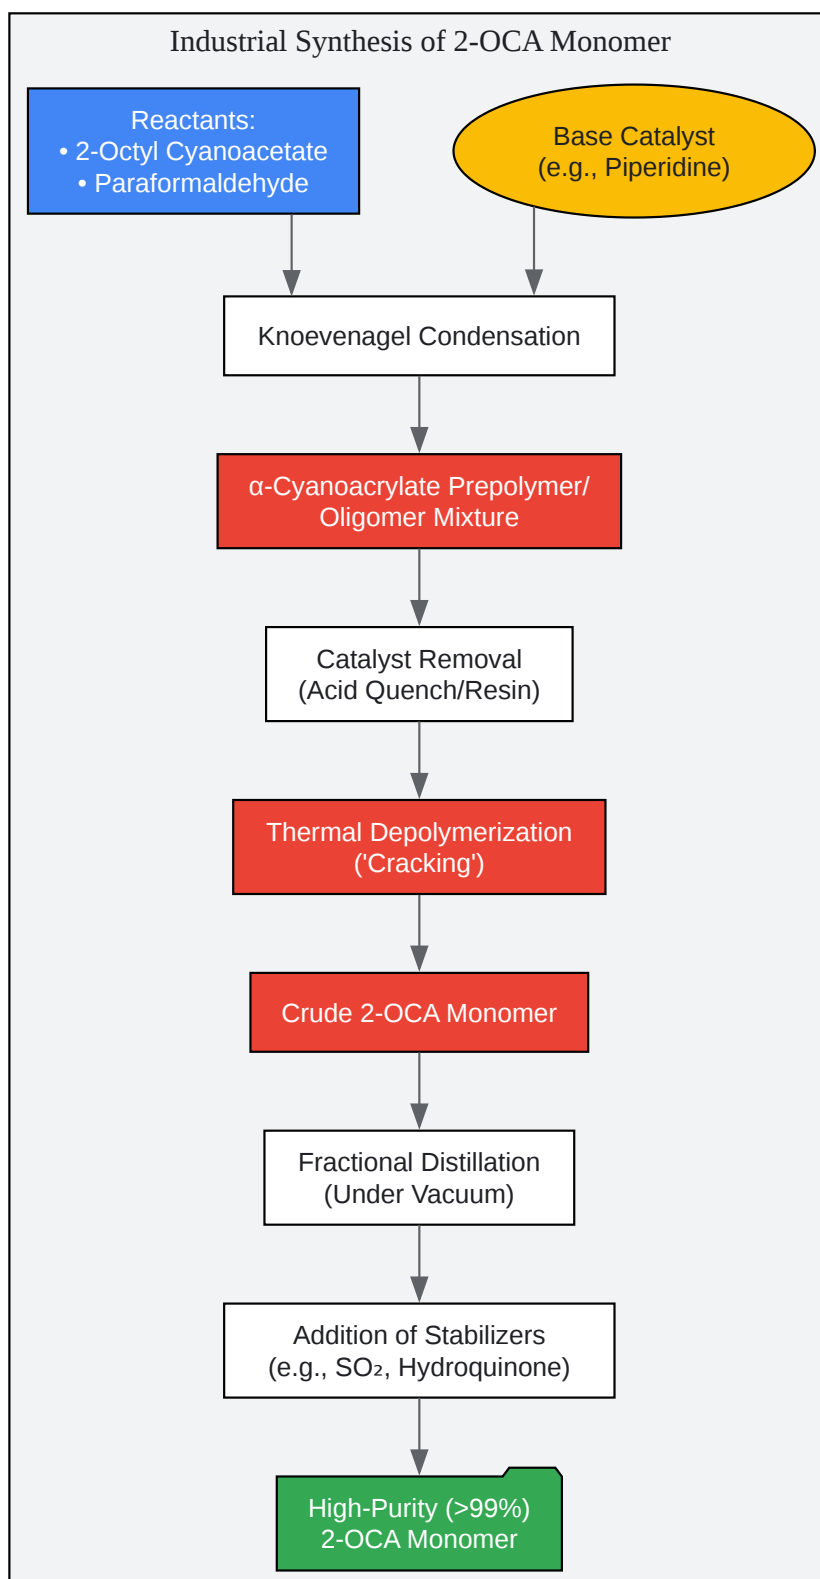 Industrial Synthesis of 2-OCA Monomer
Reactants:
• 2-Octyl Cyanoacetate
• Paraformaldehyde
Base Catalyst
(e.g., Piperidine)
Knoevenagel Condensation
α-Cyanoacrylate Prepolymer/
Oligomer Mixture
Catalyst Removal
(Acid Quench/Resin)
Thermal Depolymerization
('Cracking')
Crude 2-OCA Monomer
Fractional Distillation
(Under Vacuum)
Addition of Stabilizers
(e.g., SO₂, Hydroquinone)
High-Purity (>99%)
2-OCA Monomer